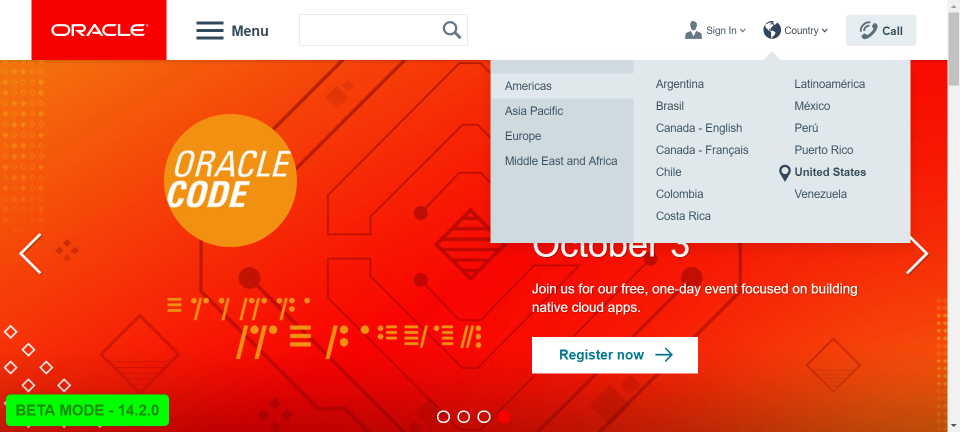 ORACLE
Menu
Sign In
Country
Call
Americas
Asia Pacific
Europe
Middle East and Africa
Argentina
Brasil
Canada - English
Canada - Français
Chile
Colombia
Costa Rica
Latinoamérica
México
Perú
Puerto Rico
United States
Venezuela
ORACLE
CODE
October 3
Join us for our free, one-day event focused on building
native cloud apps.
Register now
BETA MODE - 14.2.0